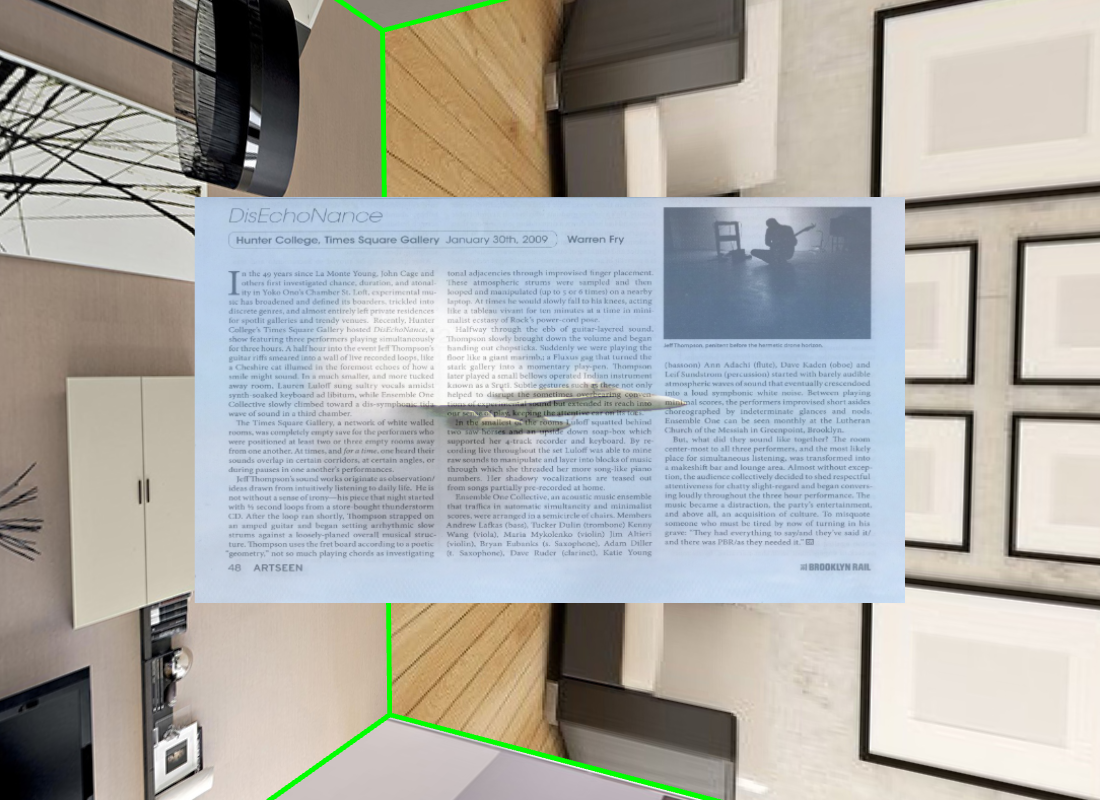 DisEchoNance
Hunter College, Times Square Gallery January 30th, 2009 Warren Fry
In the 40 years since La Monte Young, John Cage and
others first investigated chance, duration, and atonal-
ity in Yoko Ono's Chamber St. Loft, experimental mu-
sic has broadened and defined its boarders, trickled into
discrete genres, and almost entirely left private residences
for spotlit galleries and trendy venues. Recently, Hunter
College's Times Square Gallery hosted DisEchoNance, a
show featuring three performers playing simultaneously
for three hours. A half hour into the event Jeff Thompson's
guitar riffs smeared into a wall of live recorded loops, like
a Cheshire cat illumed in the foremost echoes of how a
smile might sound. In a much smaller, and more tucked
away room, Lauren Luloff sung sultry vocals amidst
synth-soaked keyboard ad libitum, while Ensemble One
Collective slowly climbed toward a dis-symphonic
wave of sound in a third chamber.
The Times Square Gallery, a network of white walled
rooms, was completely empty save for the performers who
were positioned at least two or three empty rooms away
from one another. At times, and for a time, one heard their
sounds overlap in certain corridors, at certain angles, or
during pauses in one another's performances.
Jeff Thompson's sound works originate as observation/
ideas drawn from intuitively listening to daily life. He is
not without a sense of irony—his piece that night started
with ⅔ second loops from a store-bought thunderstorm
CD. After the loop ran shortly, Thompson strapped on
an amped guitar and began setting arrhythmic slow
strums against a loosely-planed overall musical struc-
ture. Thompson uses the fret board according to a poetic
"geometry," not so much playing chords as investigating
tonal adjacencies through improvised finger placement.
These atmospheric strums were sampled and then
looped and manipulated (up to 5 or 6 times) on a nearby
laptop. At times he would slowly fall to his knees, acting
like a tableau vivant for ten minutes at a time in mini
malist ecstasy of Rock's power-cord pose.
Halfway through the ebb of guitar-layered sound,
Thompson slowly brought down the volume and began
handing out chopsticks. Suddenly we were playing the
floor like a giant marimba; a Fluxus gag that turned the
stark gallery into a momentary play-pen. Thompson
later played a small bellows operated Indian instrument
known as a Sruti. Subtle gestures such as these not only
helped to disrupt the sometimes overbearing conven-
tions of experimental sound but extended its reach into
our sound keeping the attentive ear on its toes.
In the smallest of the rooms Luloff squatted behind
two saw horses and an upside down soap-box which
supported her 4-track recorder and keyboard. By re-
cording live throughout the set Luloff was able to mine
raw sounds to manipulate and layer into blocks of music
through which she threaded her more song-like piano
numbers. Her shadowy vocalizations are teased out
from songs partially pre-recorded at home.
Ensemble One Collective, an acoustic music ensemble
that traffics in automatic simultaneity and minimalist
scores, were arranged in a semicircle of chairs. Members
Andrew Lafkas (bass), Tucker Dulin (trombone) Kenny
Wang (viola), Maria Mykolenko (violin) Jim Altieri
(violin), Bryan Eubanks (s. Saxophone), Adam Diller
(t. Saxophone), Dave Ruder (clarinet), Katie Young
Jeff Thompson, penitent before the hermatic stone horizon.
(bassoon) Ann Adachi (flute), Dave Kadden (oboe) and
Leif Sundstrom (percussion) started with barely audible
atmospheric waves of sound that eventually crescendoed
into a loud symphonic white noise. Between playing
minimal scores, the performers improvised short asides
choreographed by indeterminate glances and nods.
Ensemble One can be seen monthly at the Lutheran
Church of the Messiah in Greenpoint, Brooklyn.
But, what did they sound like together? The room
center-most to all three performers, and the most likely
place for simultaneous listening, was transformed into
a makeshift bar and lounge area. Almost without excep-
tion, the audience collectively decided to shed respectful
attentiveness for chatty slight-regard and began convers-
ing loudly throughout the three hour performance. The
music became a distraction, the party's entertainment,
and above all, an acquisition of culture. To misquote
someone who must be tired by now of turning in his
grave: "They had everything to say/and they've said it/
and there was PBR/as they needed it."
48 ARTSEEN
BROOKLYN RAIL